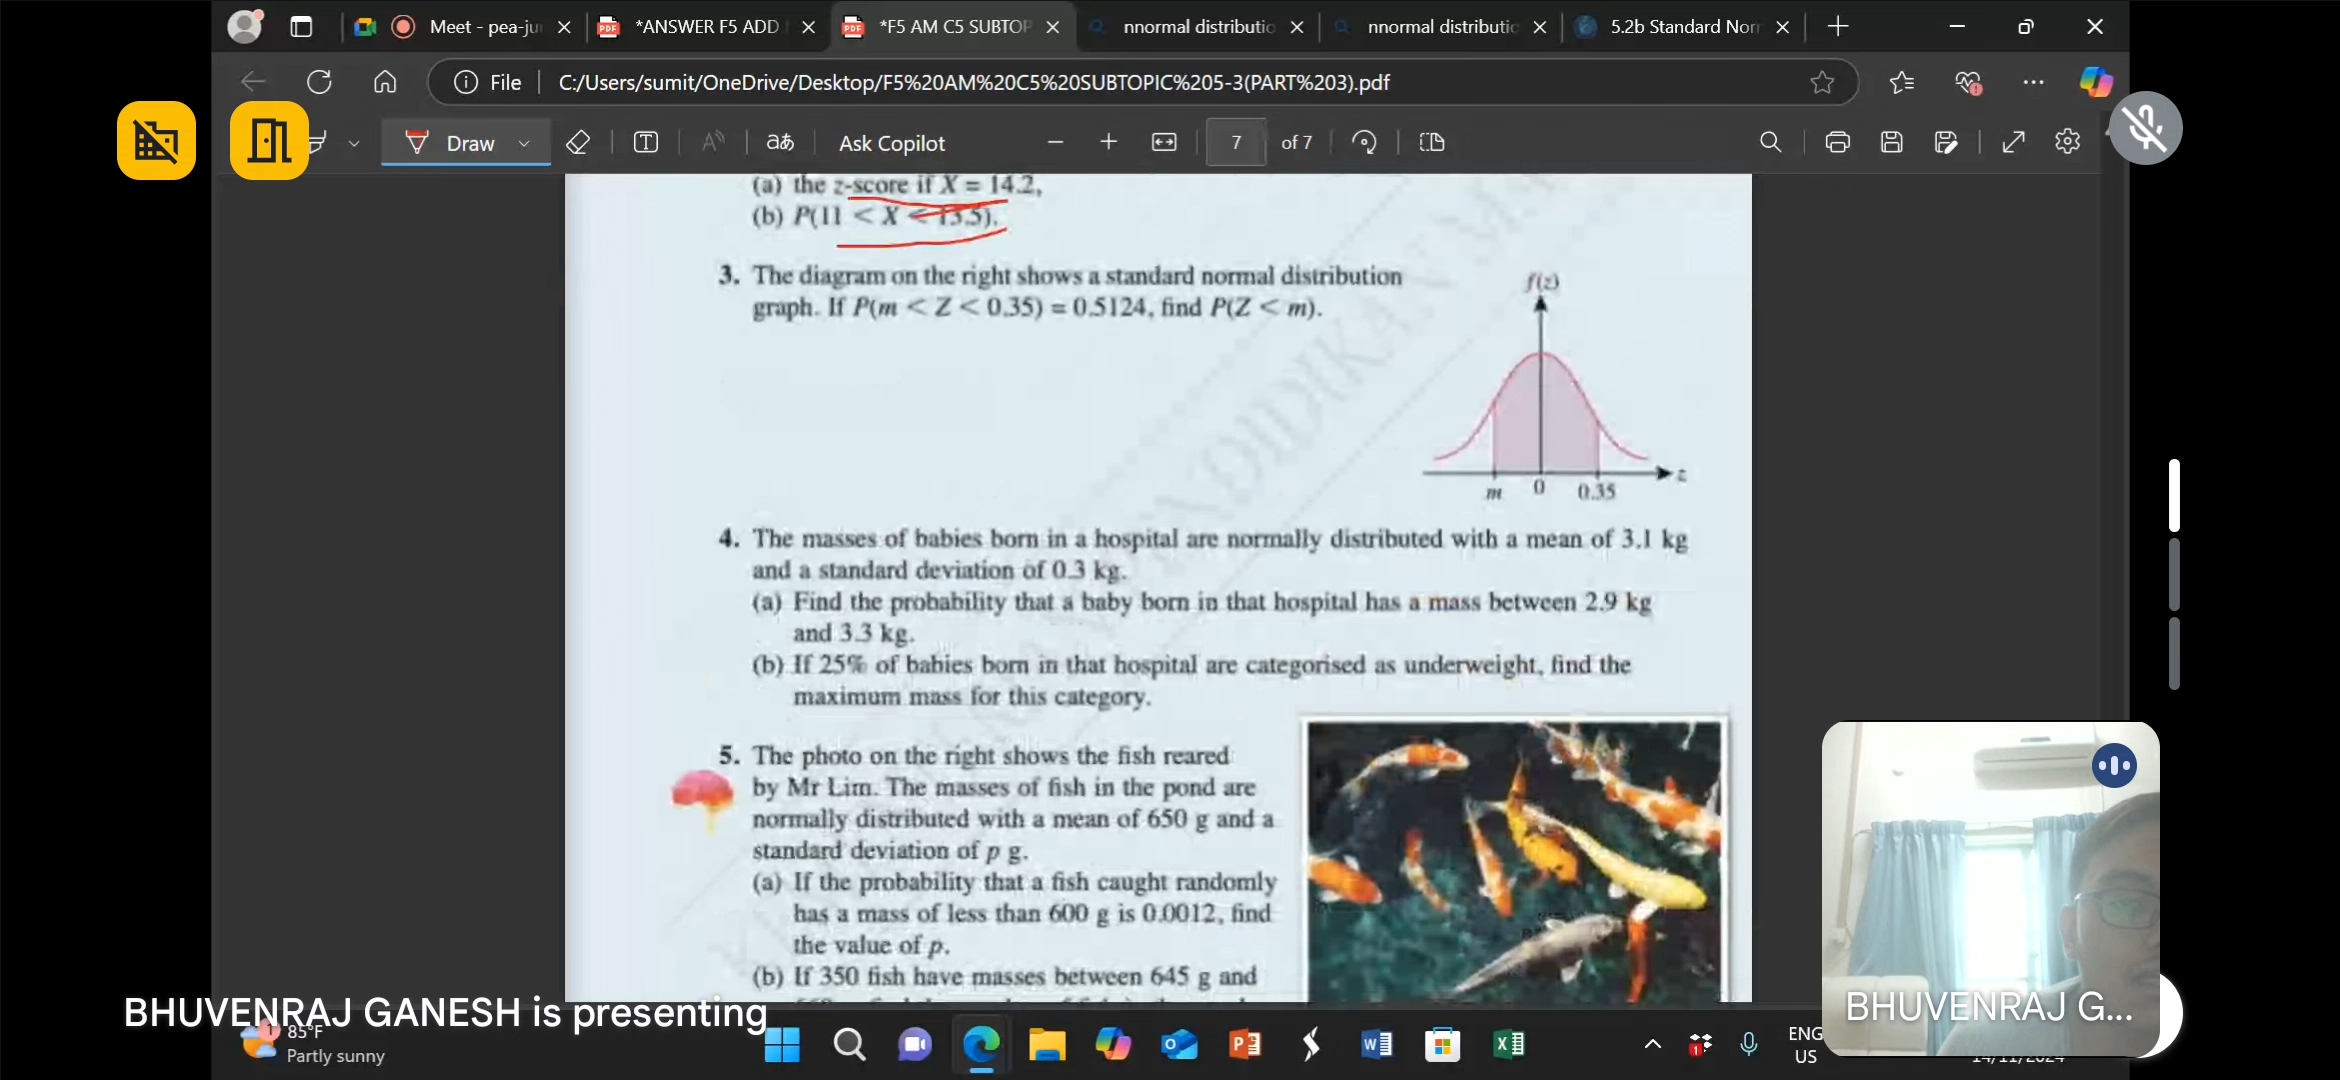 Meet - pea-ju
*ANSWER F5 ADD
*F5 AM C5 SUBTOP
nnormal distributio
nnormal distributic
5.2b Standard Nor
File
C:/Users/sumit/OneDrive/Desktop/F5%20AM%20C5%20SUBTOPIC%205-3(PART%203).pdf
Draw
Ask Copilot
7 of 7
(a) the z-score if X = 14.2,
(b) P(11 < X < 13.5).
3. The diagram on the right shows a standard normal distribution
graph. If P(m < Z < 0.35) = 0.5124, find P(Z < m).
f(z)
z
m 0 0.35
4. The masses of babies born in a hospital are normally distributed with a mean of 3.1 kg
and a standard deviation of 0.3 kg.
(a) Find the probability that a baby born in that hospital has a mass between 2.9 kg
and 3.3 kg.
(b) If 25% of babies born in that hospital are categorised as underweight, find the
maximum mass for this category.
5. The photo on the right shows the fish reared
by Mr Lim. The masses of fish in the pond are
normally distributed with a mean of 650 g and a
standard deviation of p g.
(a) If the probability that a fish caught randomly
has a mass of less than 600 g is 0.0012, find
the value of p.
(b) If 350 fish have masses between 645 g and
BHUVENRAJ GANESH is presenting
BHUVENRAJ G...
85°F
Partly sunny
ENG
US